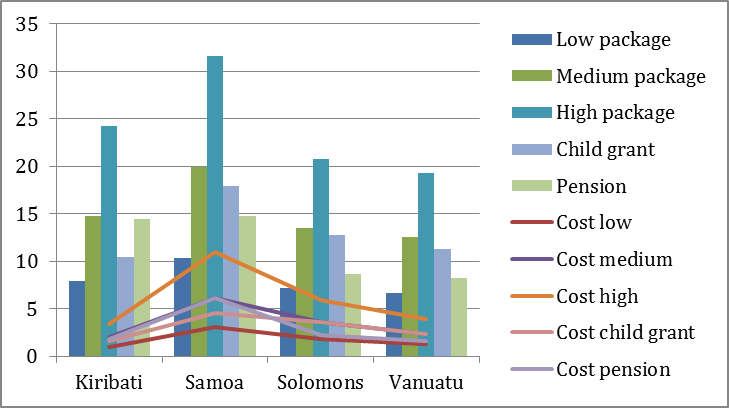 35
30
25
20
15
10
5
0
Kiribati Samoa Solomons Vanuatu
Low package
Medium package
High package
Child grant
Pension
Cost low
Cost medium
Cost high
Cost child grant
Cost pension